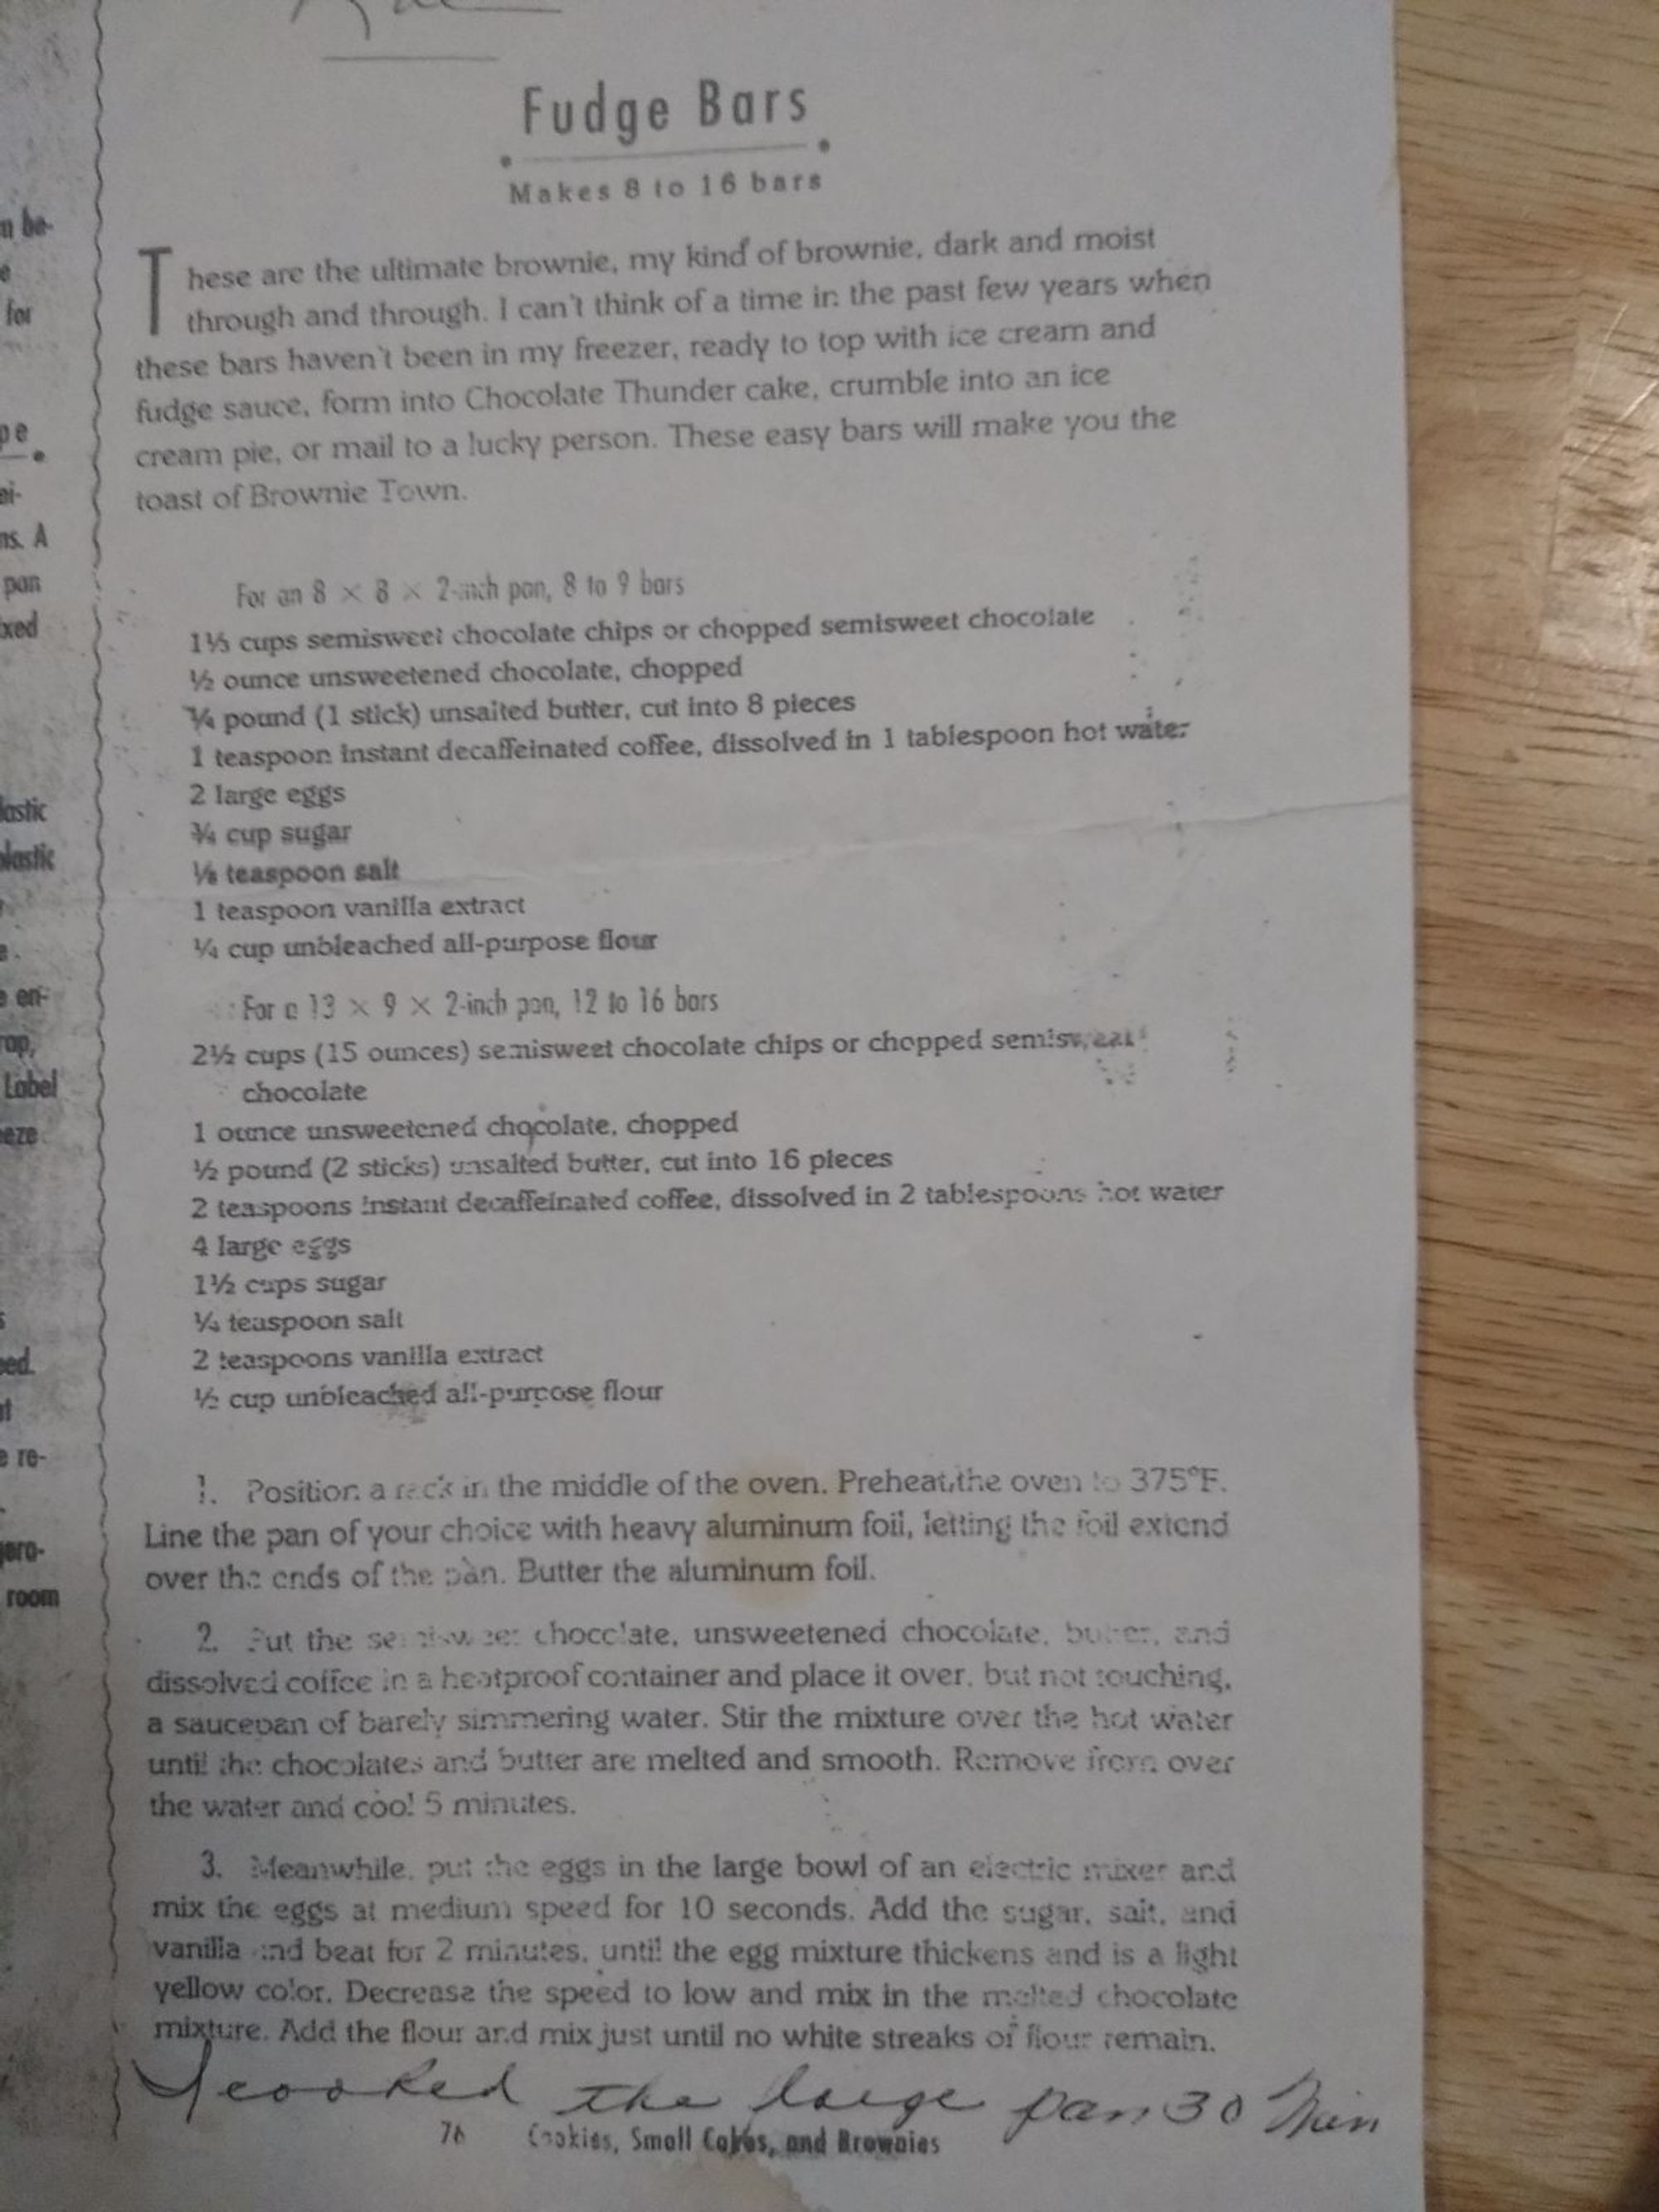 Fudge Bars
Makes 8 to 16 bars
These are the ultimate brownie, my kind of brownie, dark and moist
through and through. I can't think of a time in the past few years when
these bars haven't been in my freezer, ready to top with ice cream and
fudge sauce, form into Chocolate Thunder cake, crumble into an ice
cream pie, or mail to a lucky person. These easy bars will make you the
toast of Brownie Town.
For an 8 × 8 × 2-inch pan, 8 to 9 bars
1⅓ cups semisweet chocolate chips or chopped semisweet chocolate
½ ounce unsweetened chocolate, chopped
¼ pound (1 stick) unsalted butter, cut into 8 pieces
1 teaspoon instant decaffeinated coffee, dissolved in 1 tablespoon hot water
2 large eggs
¾ cup sugar
⅛ teaspoon salt
1 teaspoon vanilla extract
¼ cup unbleached all-purpose flour
For a 13 × 9 × 2-inch pan, 12 to 16 bars
2½ cups (15 ounces) semisweet chocolate chips or chopped semisweet
chocolate
1 ounce unsweetened chocolate, chopped
½ pound (2 sticks) unsalted butter, cut into 16 pieces
2 teaspoons instant decaffeinated coffee, dissolved in 2 tablespoons hot water
4 large eggs
1½ cups sugar
¼ teaspoon salt
2 teaspoons vanilla extract
½ cup unbleached all-purpose flour
1. Position a rack in the middle of the oven. Preheat the oven to 375°F.
Line the pan of your choice with heavy aluminum foil, letting the foil extend
over the ends of the pan. Butter the aluminum foil.
2. Put the semisweet chocolate, unsweetened chocolate, butter, and
dissolved coffee in a heatproof container and place it over, but not touching,
a saucepan of barely simmering water. Stir the mixture over the hot water
until the chocolates and butter are melted and smooth. Remove from over
the water and cool 5 minutes.
3. Meanwhile, put the eggs in the large bowl of an electric mixer and
mix the eggs at medium speed for 10 seconds. Add the sugar, salt, and
vanilla and beat for 2 minutes, until the egg mixture thickens and is a light
yellow color. Decrease the speed to low and mix in the melted chocolate
mixture. Add the flour and mix just until no white streaks of flour remain.
I cooked the large pan 30 Min
76 Cookies, Small Cakes, and Brownies
for
ns. A
pan
xed
lastic
plastic
Label
room